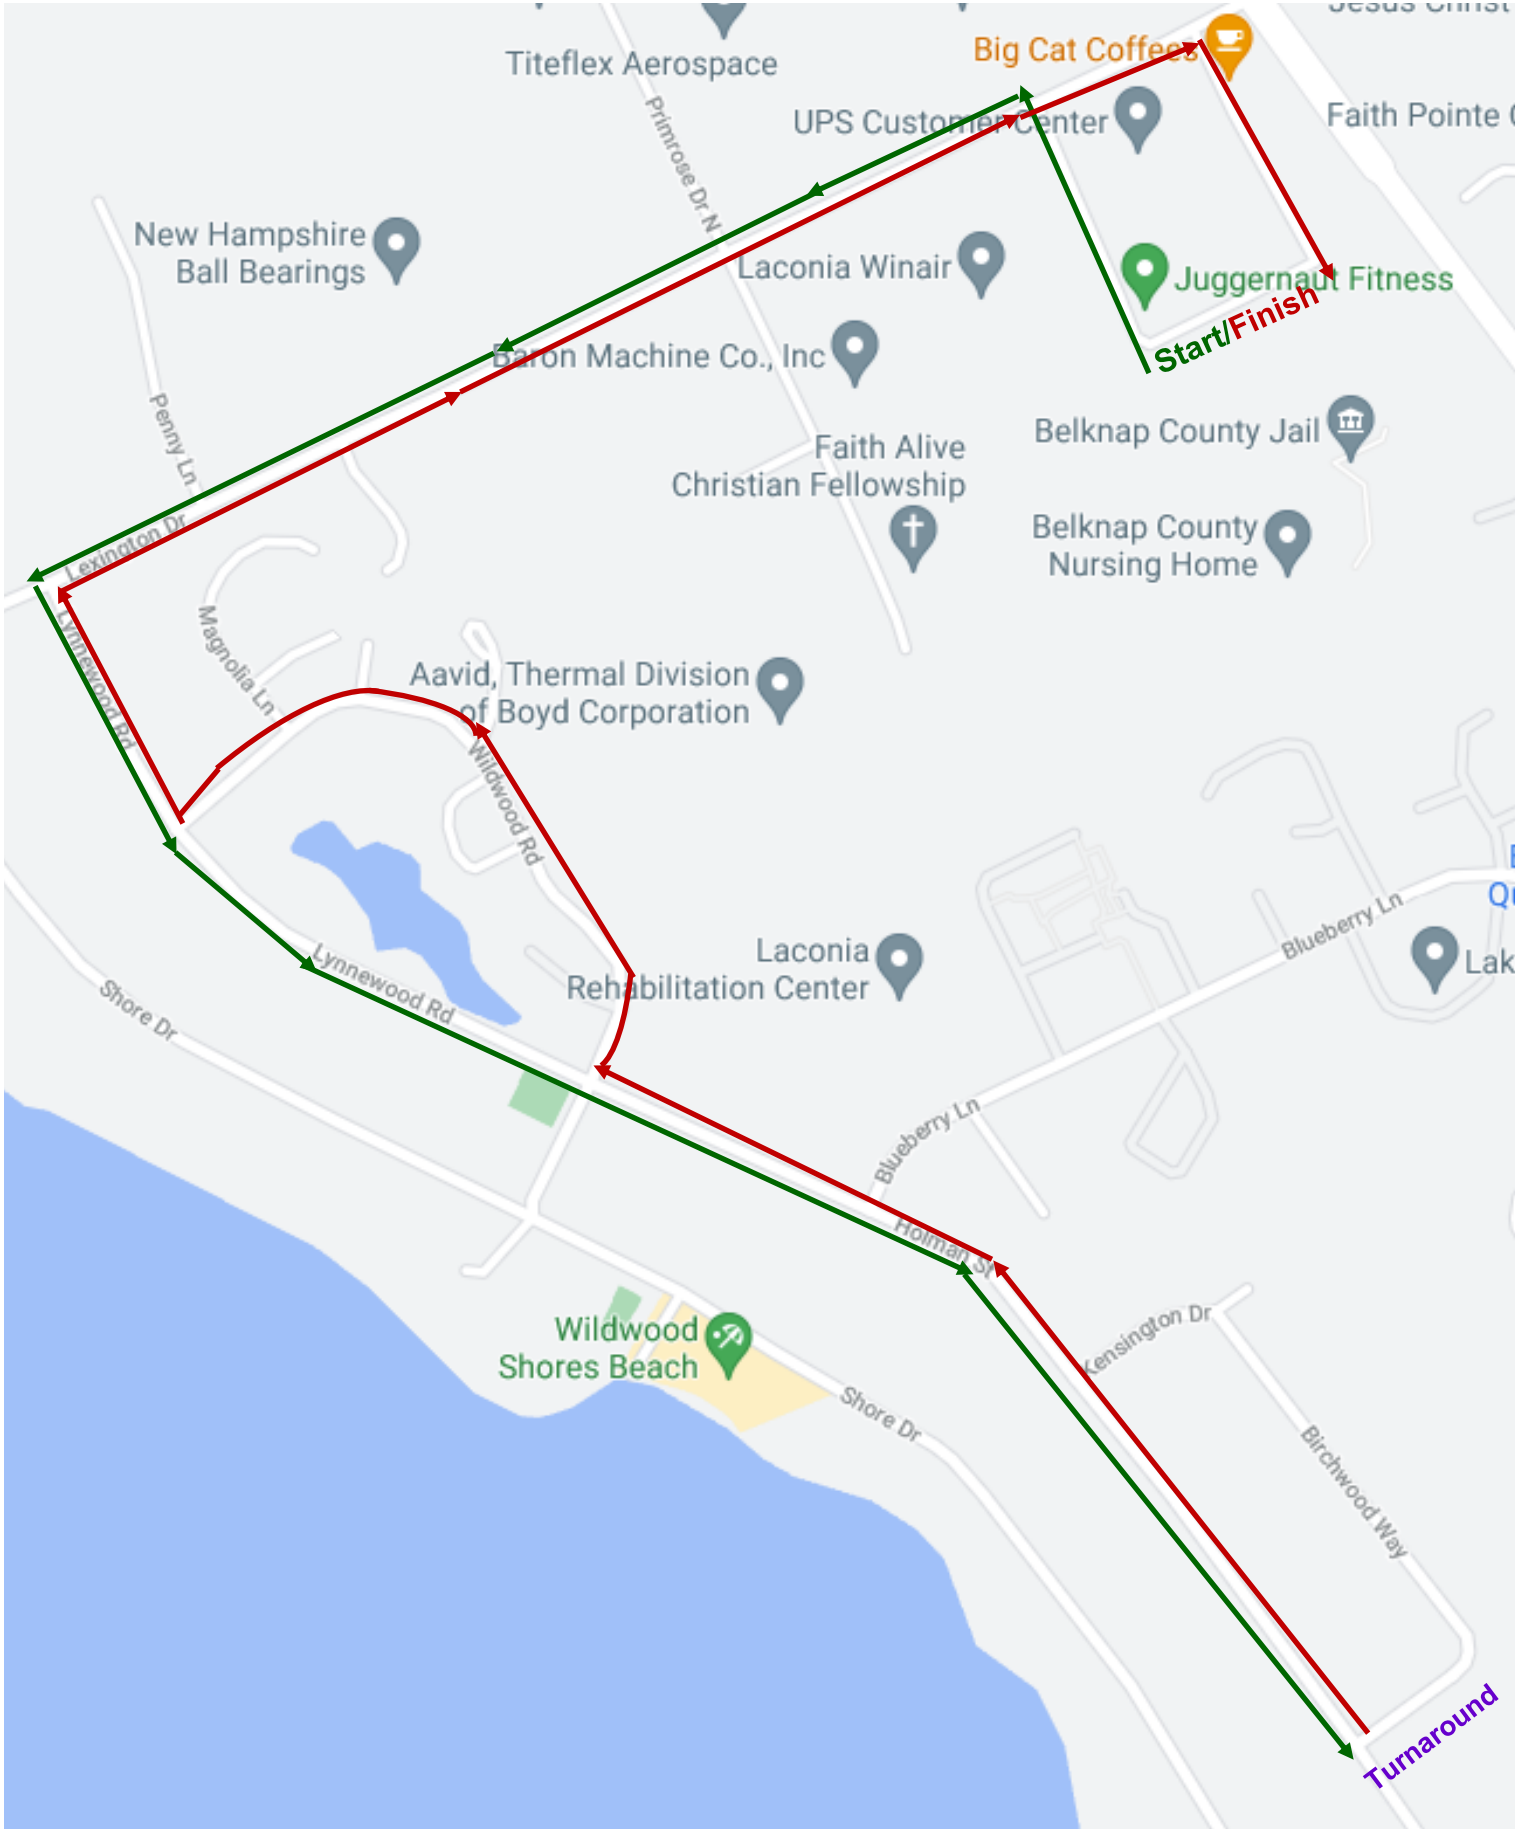 Jesus Christ
Titeflex Aerospace
Big Cat Coffees
Primrose Dr N
UPS Customer Center
Faith Pointe
New Hampshire
Ball Bearings
Laconia Winair
Juggernaut Fitness
Start/Finish
Baron Machine Co., Inc
Penny Ln
Belknap County Jail
Faith Alive
Christian Fellowship
Lexington Dr
Belknap County
Nursing Home
Lynnewood Rd
Magnolia Ln
Aavid, Thermal Division
of Boyd Corporation
Wildwood Rd
Blueberry Ln
Laconia
Rehabilitation Center
Lak
Lynnewood Rd
Shore Dr
Blueberry Ln
Holman St
Kensington Dr
Wildwood
Shores Beach
Shore Dr
Birchwood Way
Turnaround